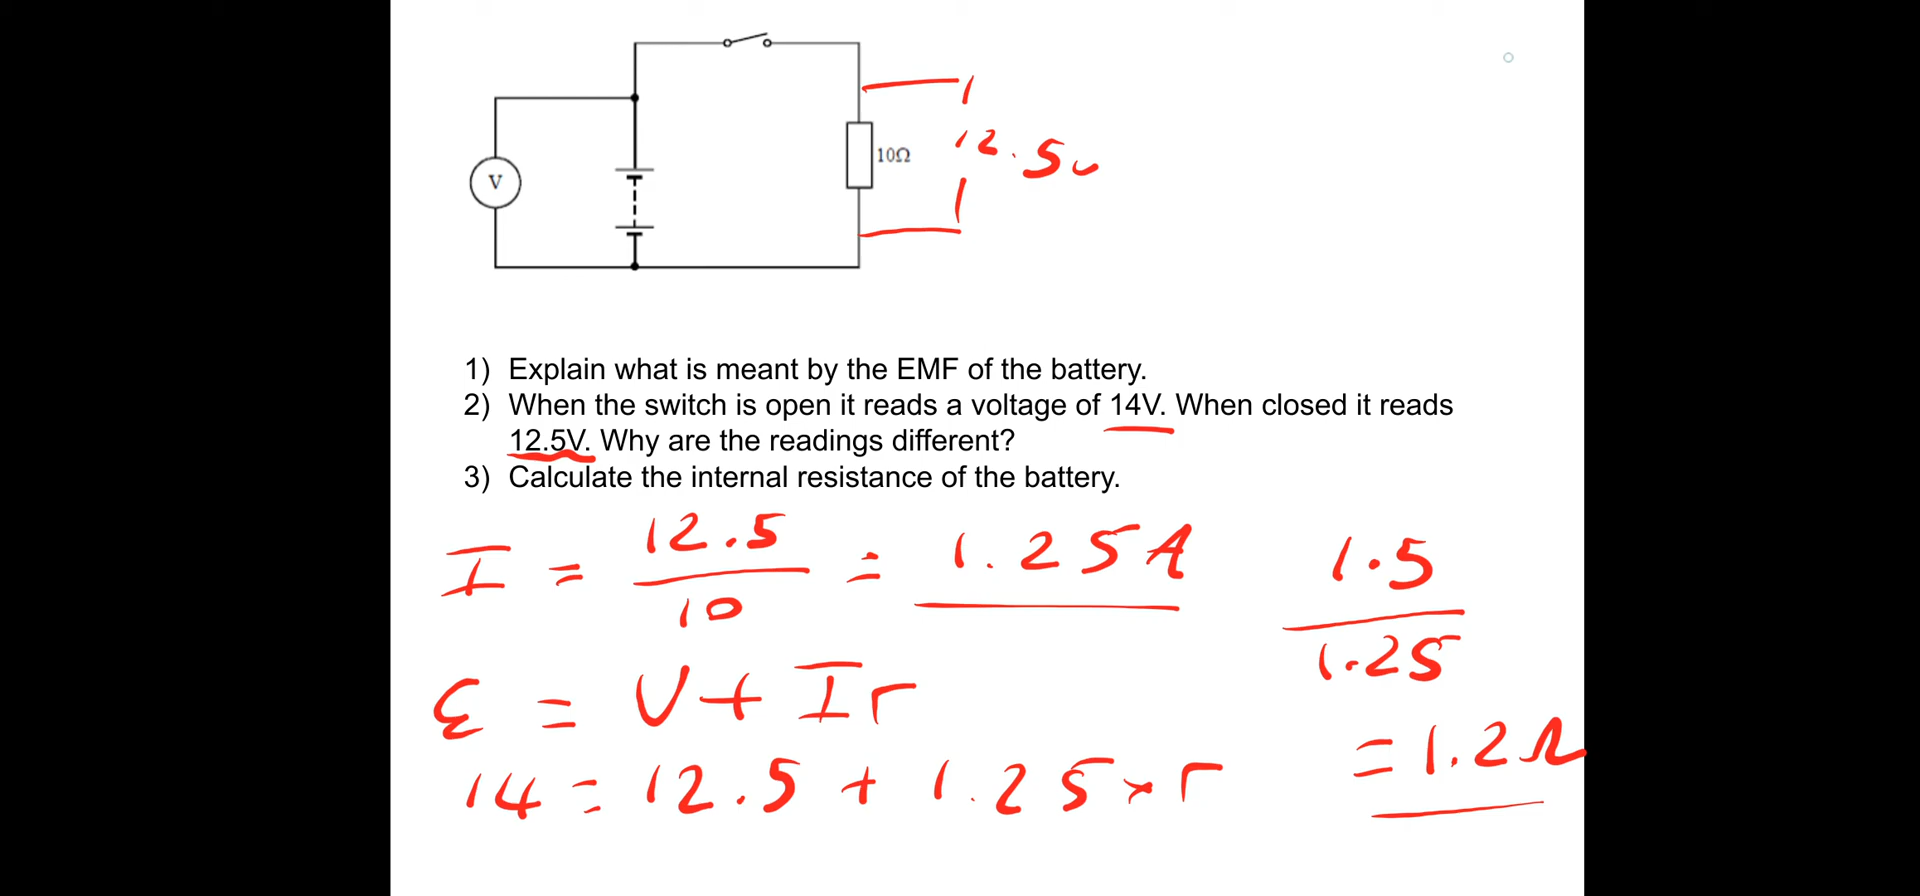 V
10Ω
12.5v
1) Explain what is meant by the EMF of the battery.
2) When the switch is open it reads a voltage of 14V. When closed it reads
12.5V. Why are the readings different?
3) Calculate the internal resistance of the battery.
I = 12.5 / 10 = 1.25A
ε = V + Ir
14 = 12.5 + 1.25 × r
1.5 / 1.25
= 1.2Ω